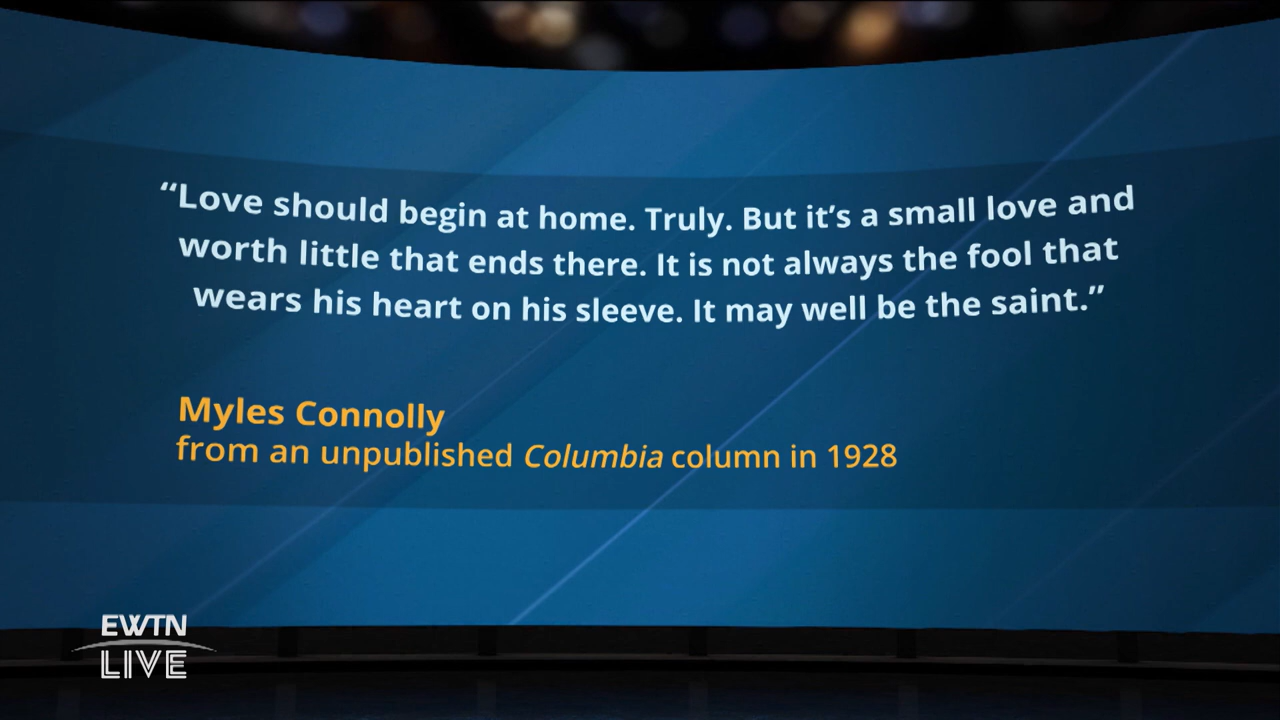 “Love should begin at home. Truly. But it’s a small love and
worth little that ends there. It is not always the fool that
wears his heart on his sleeve. It may well be the saint.”
Myles Connolly
from an unpublished Columbia column in 1928
EWTN
LIVE